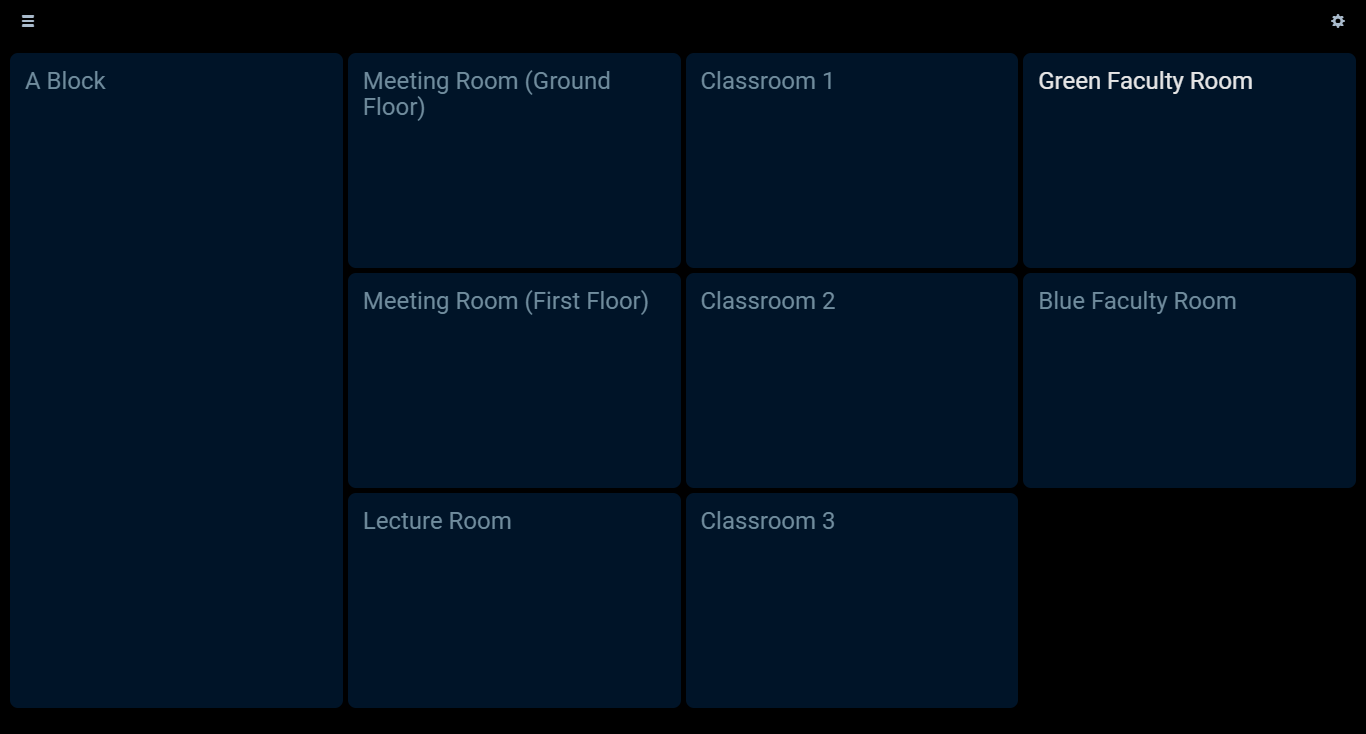 A Block
Meeting Room (Ground
Floor)
Classroom 1
Green Faculty Room
Meeting Room (First Floor)
Classroom 2
Blue Faculty Room
Lecture Room
Classroom 3